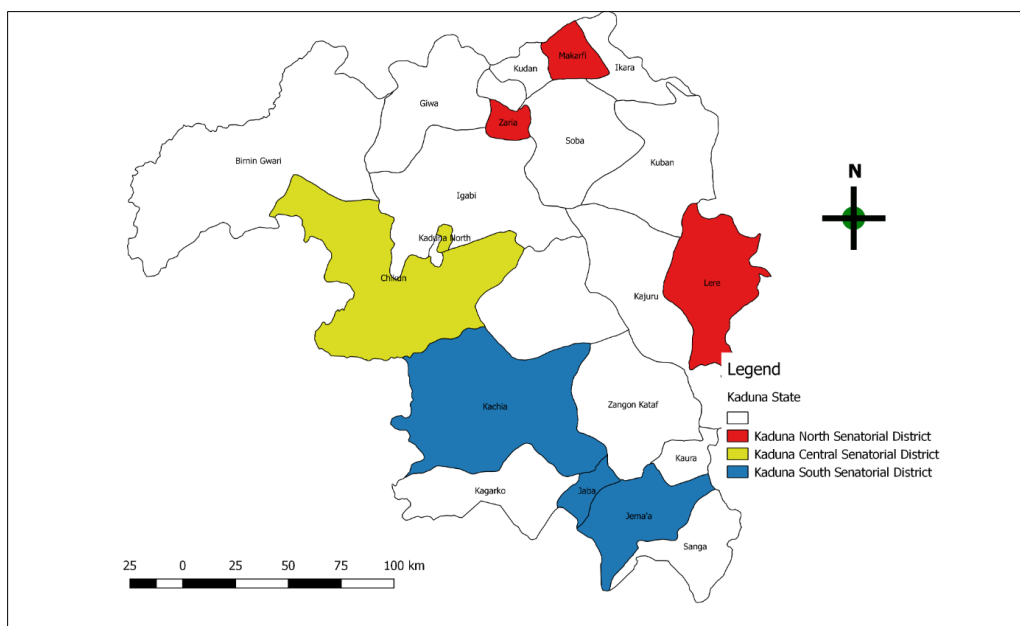 Makarfi
Kudan
Ikara
Giwa
Zaria
Soba
Birnin Gwari
Kuban
N
Igabi
Kaduna North
Chikun
Lere
Kajuru
Legend
Kaduna State
Kachia
Zangon Kataf
Kaduna North Senatorial District
Kaduna Central Senatorial District
Kaura
Kaduna South Senatorial District
Kagarko
Jaba
Jema'a
Sanga
25 0 25 50 75 100 km